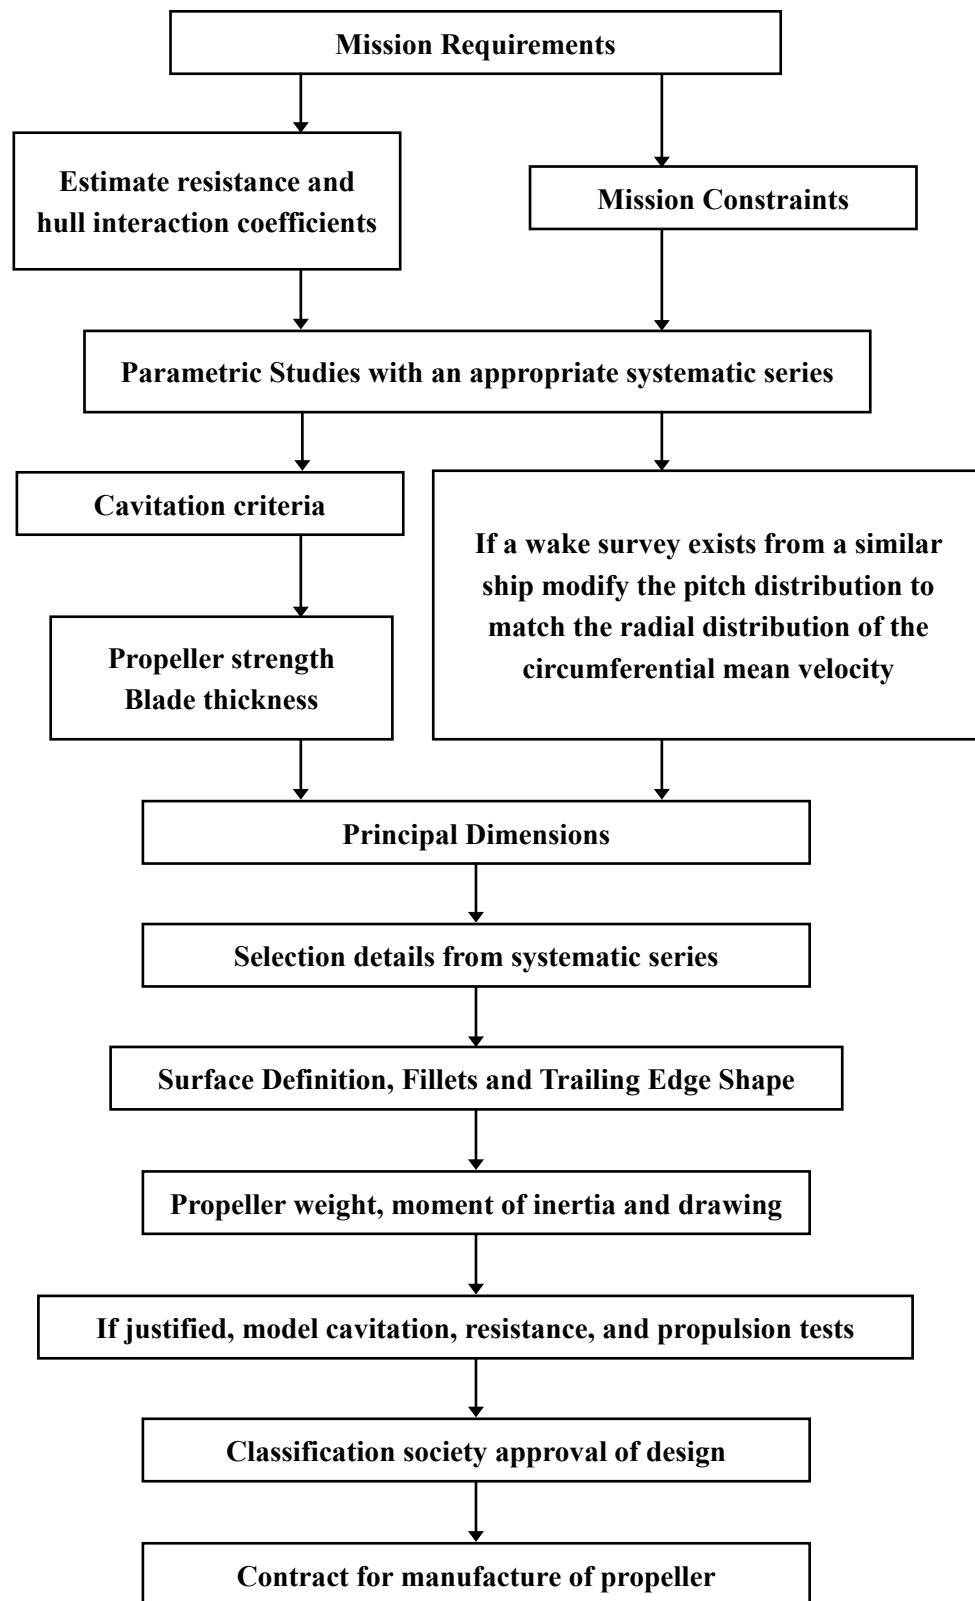 Mission Requirements
Estimate resistance and
hull interaction coefficients
Mission Constraints
Parametric Studies with an appropriate systematic series
Cavitation criteria
If a wake survey exists from a similar
ship modify the pitch distribution to
match the radial distribution of the
circumferential mean velocity
Propeller strength
Blade thickness
Principal Dimensions
Selection details from systematic series
Surface Definition, Fillets and Trailing Edge Shape
Propeller weight, moment of inertia and drawing
If justified, model cavitation, resistance, and propulsion tests
Classification society approval of design
Contract for manufacture of propeller